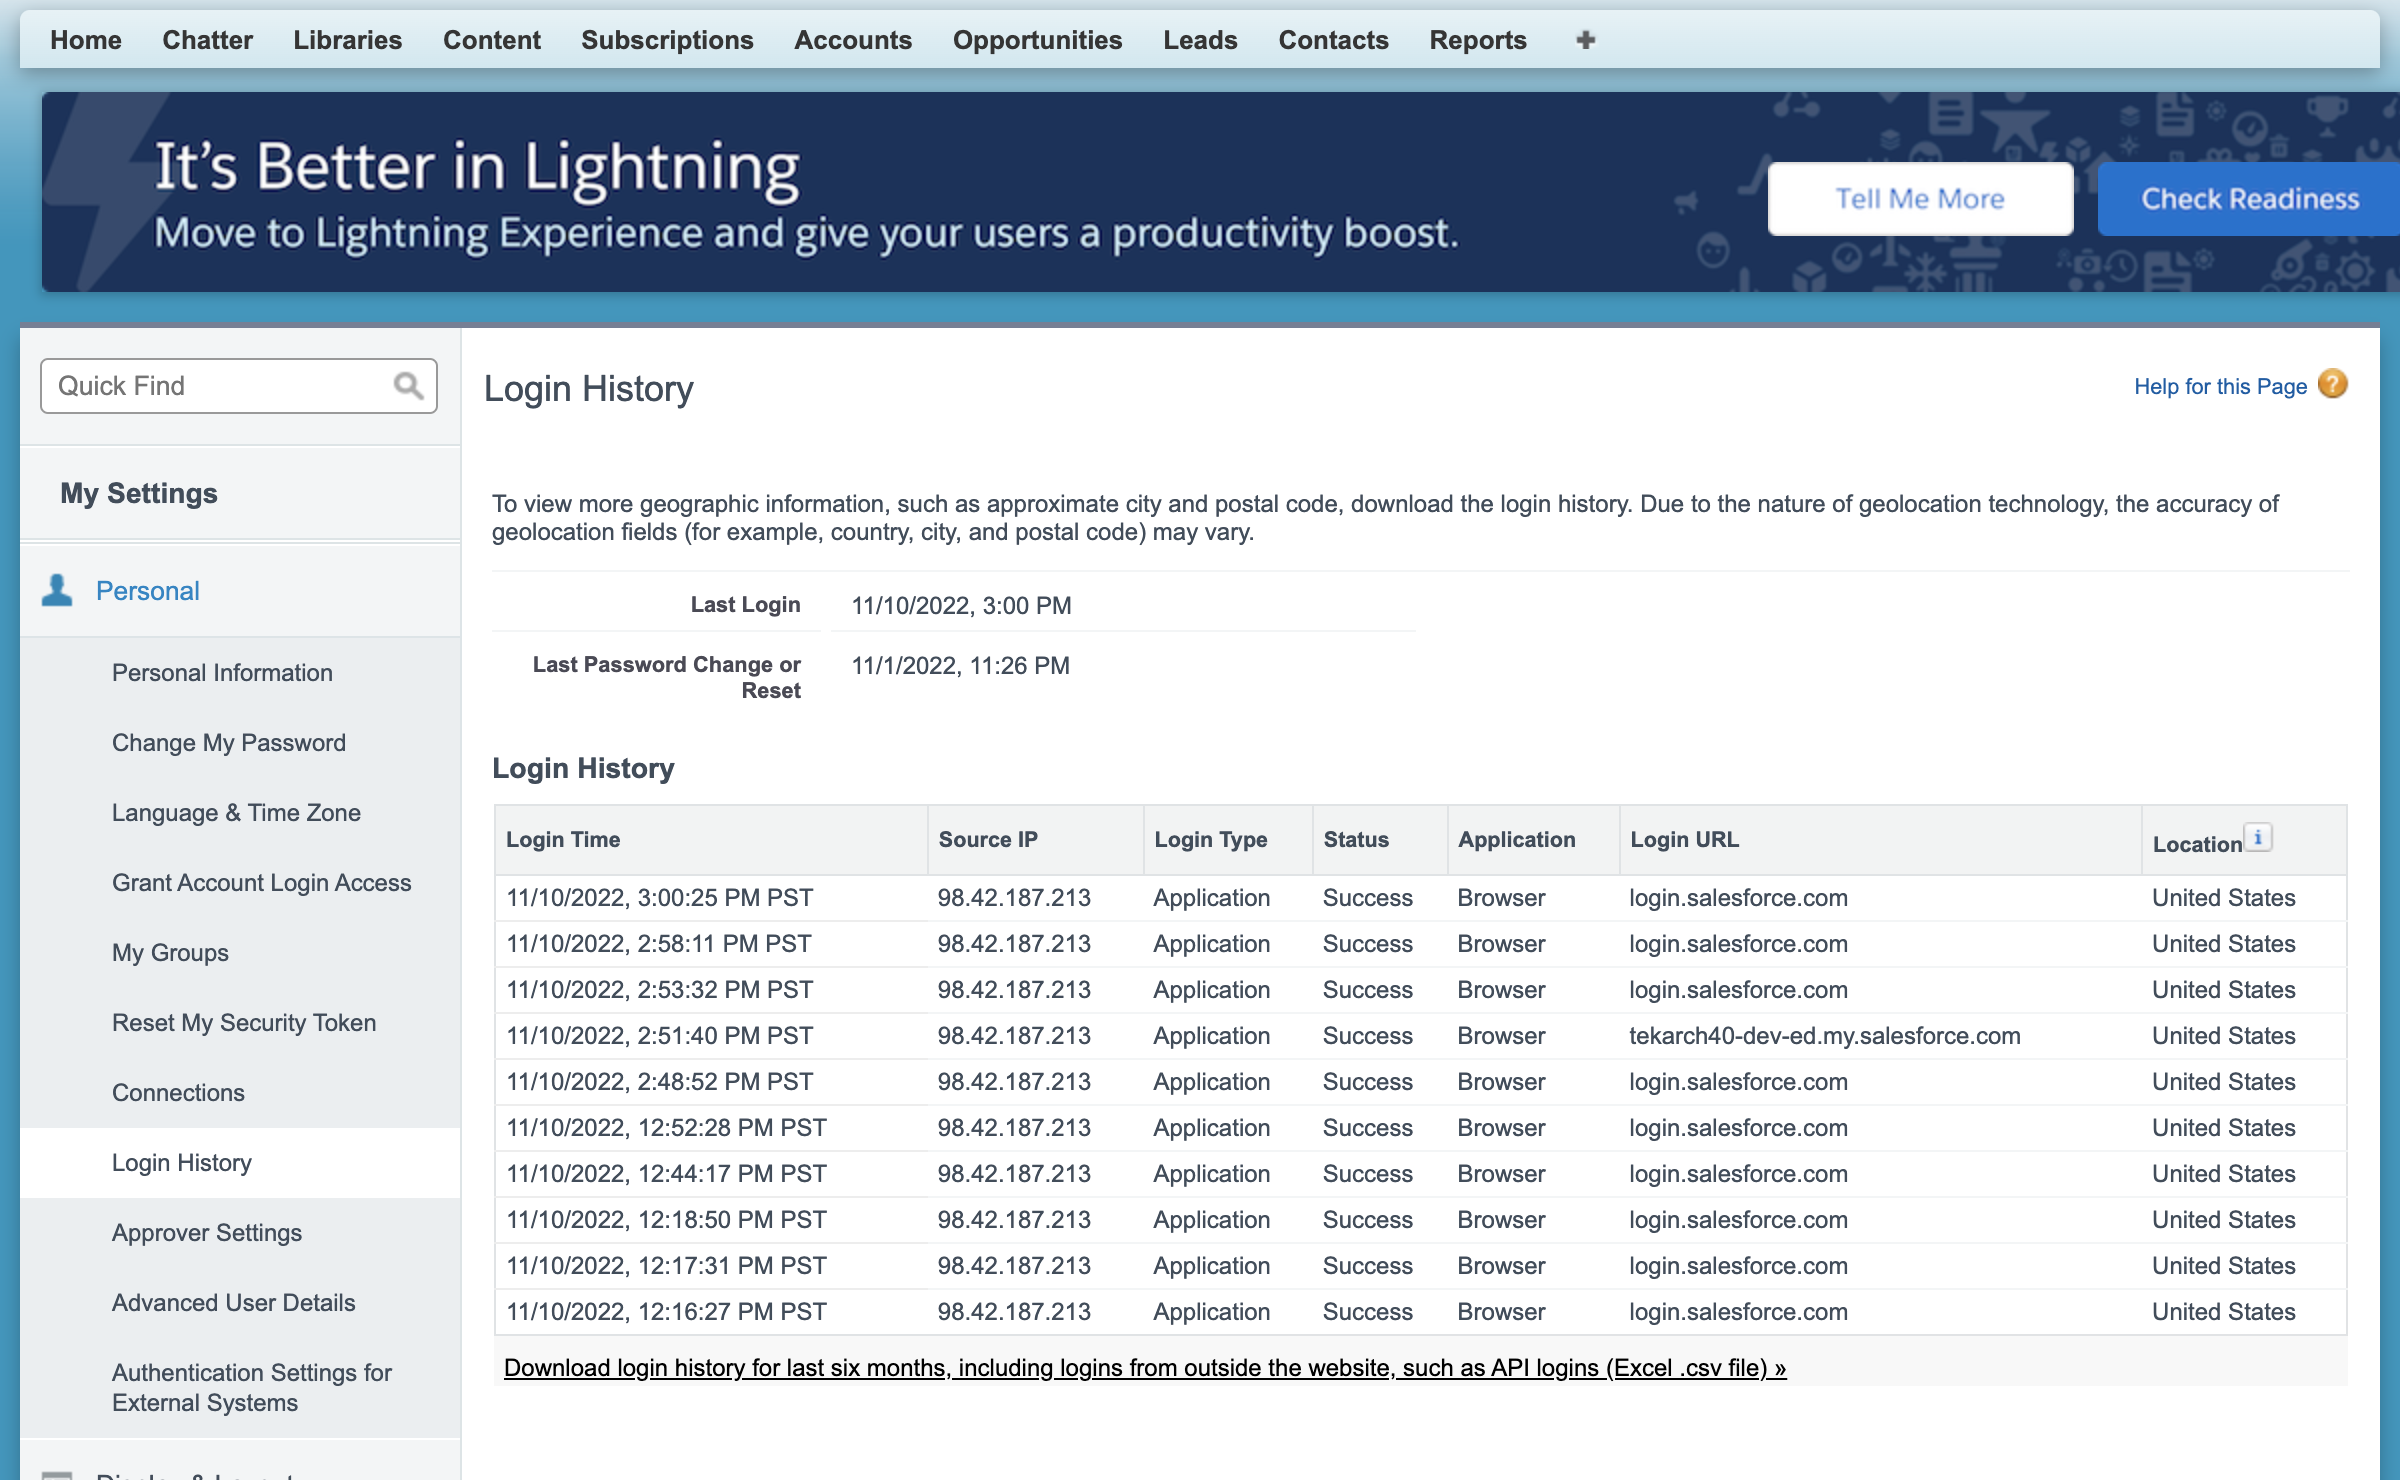 Home Chatter Libraries Content Subscriptions Accounts Opportunities Leads Contacts Reports
It's Better in Lightning
Move to Lightning Experience and give your users a productivity boost.
Tell Me More
Check Readiness
Quick Find
My Settings
Personal
Personal Information
Change My Password
Language & Time Zone
Grant Account Login Access
My Groups
Reset My Security Token
Connections
Login History
Approver Settings
Advanced User Details
Authentication Settings for
External Systems
Login History
Help for this Page ?
To view more geographic information, such as approximate city and postal code, download the login history. Due to the nature of geolocation technology, the accuracy of
geolocation fields (for example, country, city, and postal code) may vary.
Last Login 11/10/2022, 3:00 PM
Last Password Change or 11/1/2022, 11:26 PM
Reset
Login History
Login Time Source IP Login Type Status Application Login URL Location i
11/10/2022, 3:00:25 PM PST 98.42.187.213 Application Success Browser login.salesforce.com United States
11/10/2022, 2:58:11 PM PST 98.42.187.213 Application Success Browser login.salesforce.com United States
11/10/2022, 2:53:32 PM PST 98.42.187.213 Application Success Browser login.salesforce.com United States
11/10/2022, 2:51:40 PM PST 98.42.187.213 Application Success Browser tekarch40-dev-ed.my.salesforce.com United States
11/10/2022, 2:48:52 PM PST 98.42.187.213 Application Success Browser login.salesforce.com United States
11/10/2022, 12:52:28 PM PST 98.42.187.213 Application Success Browser login.salesforce.com United States
11/10/2022, 12:44:17 PM PST 98.42.187.213 Application Success Browser login.salesforce.com United States
11/10/2022, 12:18:50 PM PST 98.42.187.213 Application Success Browser login.salesforce.com United States
11/10/2022, 12:17:31 PM PST 98.42.187.213 Application Success Browser login.salesforce.com United States
11/10/2022, 12:16:27 PM PST 98.42.187.213 Application Success Browser login.salesforce.com United States
Download login history for last six months, including logins from outside the website, such as API logins (Excel .csv file) »